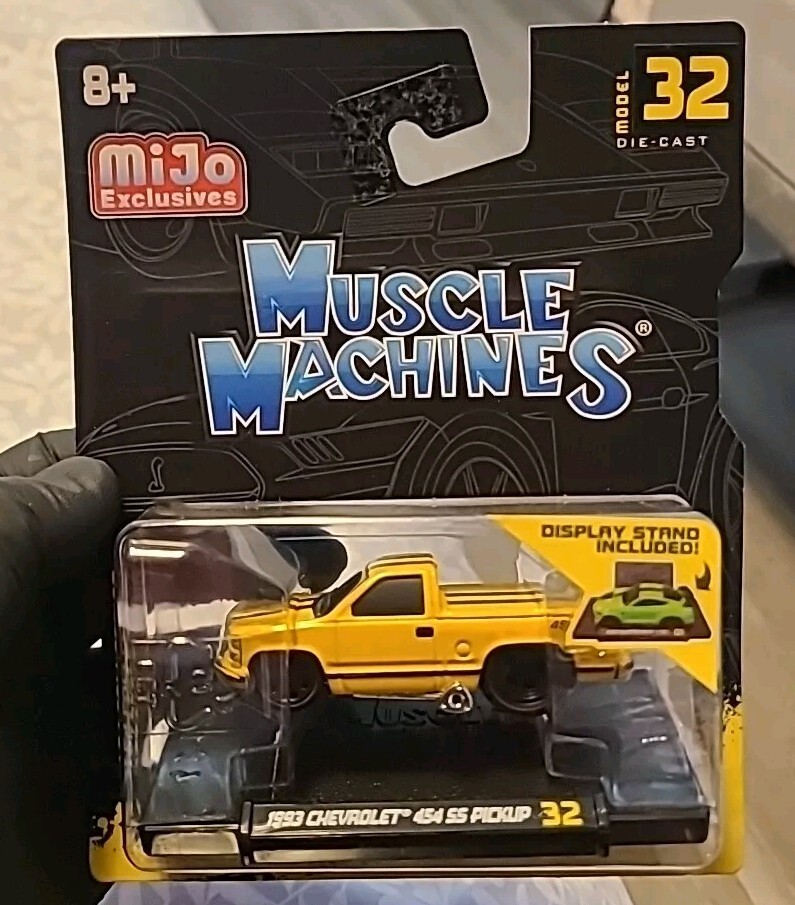 8+
MODEL 32
DIE-CAST
MiJo
Exclusives
MUSCLE
MACHINES®
DISPLAY STAND
INCLUDED!
1993 CHEVROLET® 454 SS PICKUP 32